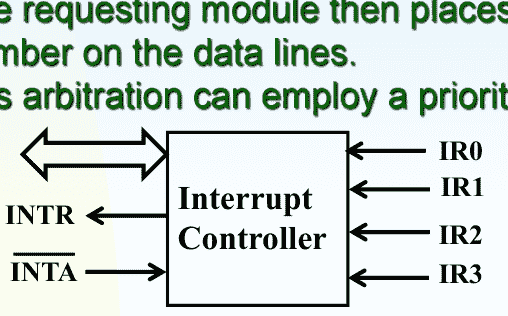 e requesting module then places
mber on the data lines.
s arbitration can employ a priorit
IR0
Interrupt
Controller
IR1
INTR
IR2
INTA
IR3